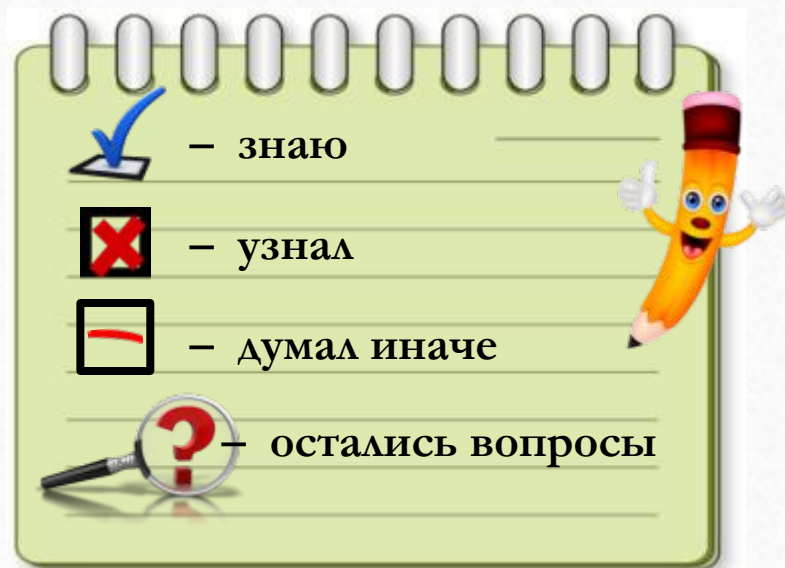 – знаю
– узнал
– думал иначе
? – остались вопросы